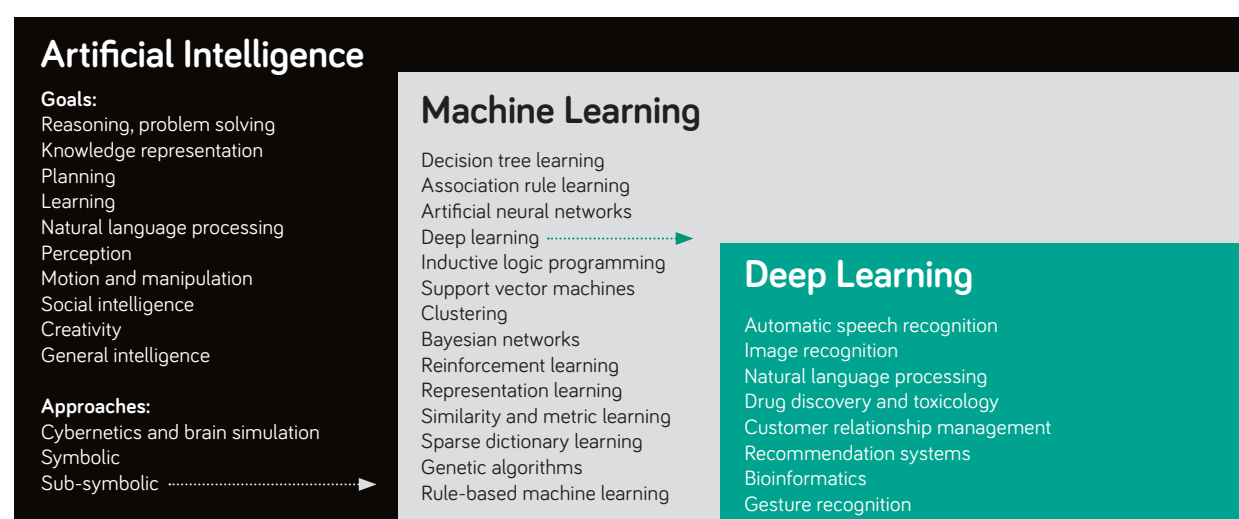 Artificial Intelligence
Goals:
Reasoning, problem solving
Knowledge representation
Planning
Learning
Natural language processing
Perception
Motion and manipulation
Social intelligence
Creativity
General intelligence
Approaches:
Cybernetics and brain simulation
Symbolic
Sub-symbolic
Machine Learning
Decision tree learning
Association rule learning
Artificial neural networks
Deep learning
Inductive logic programming
Support vector machines
Clustering
Bayesian networks
Reinforcement learning
Representation learning
Similarity and metric learning
Sparse dictionary learning
Genetic algorithms
Rule-based machine learning
Deep Learning
Automatic speech recognition
Image recognition
Natural language processing
Drug discovery and toxicology
Customer relationship management
Recommendation systems
Bioinformatics
Gesture recognition